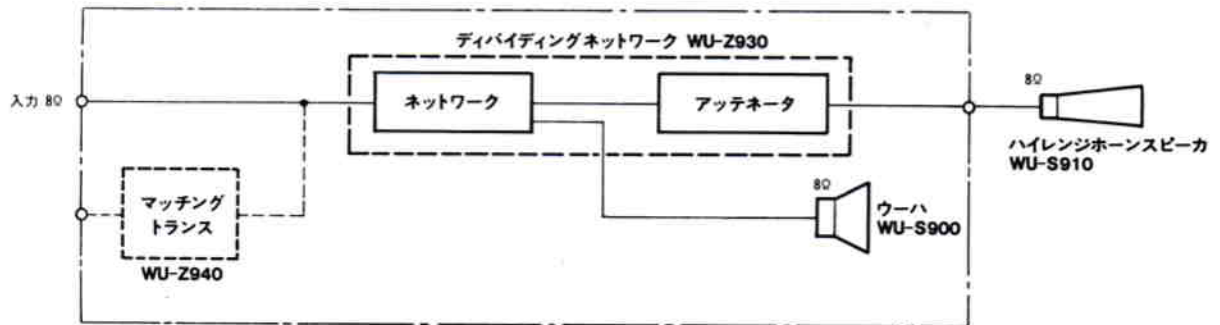 ディバイディングネットワーク WU-Z930
入力 8Ω
ネットワーク
アッテネータ
8Ω
ハイレンジホーンスピーカ
WU-S910
マッチング
トランス
WU-Z940
8Ω
ウーハ
WU-S900